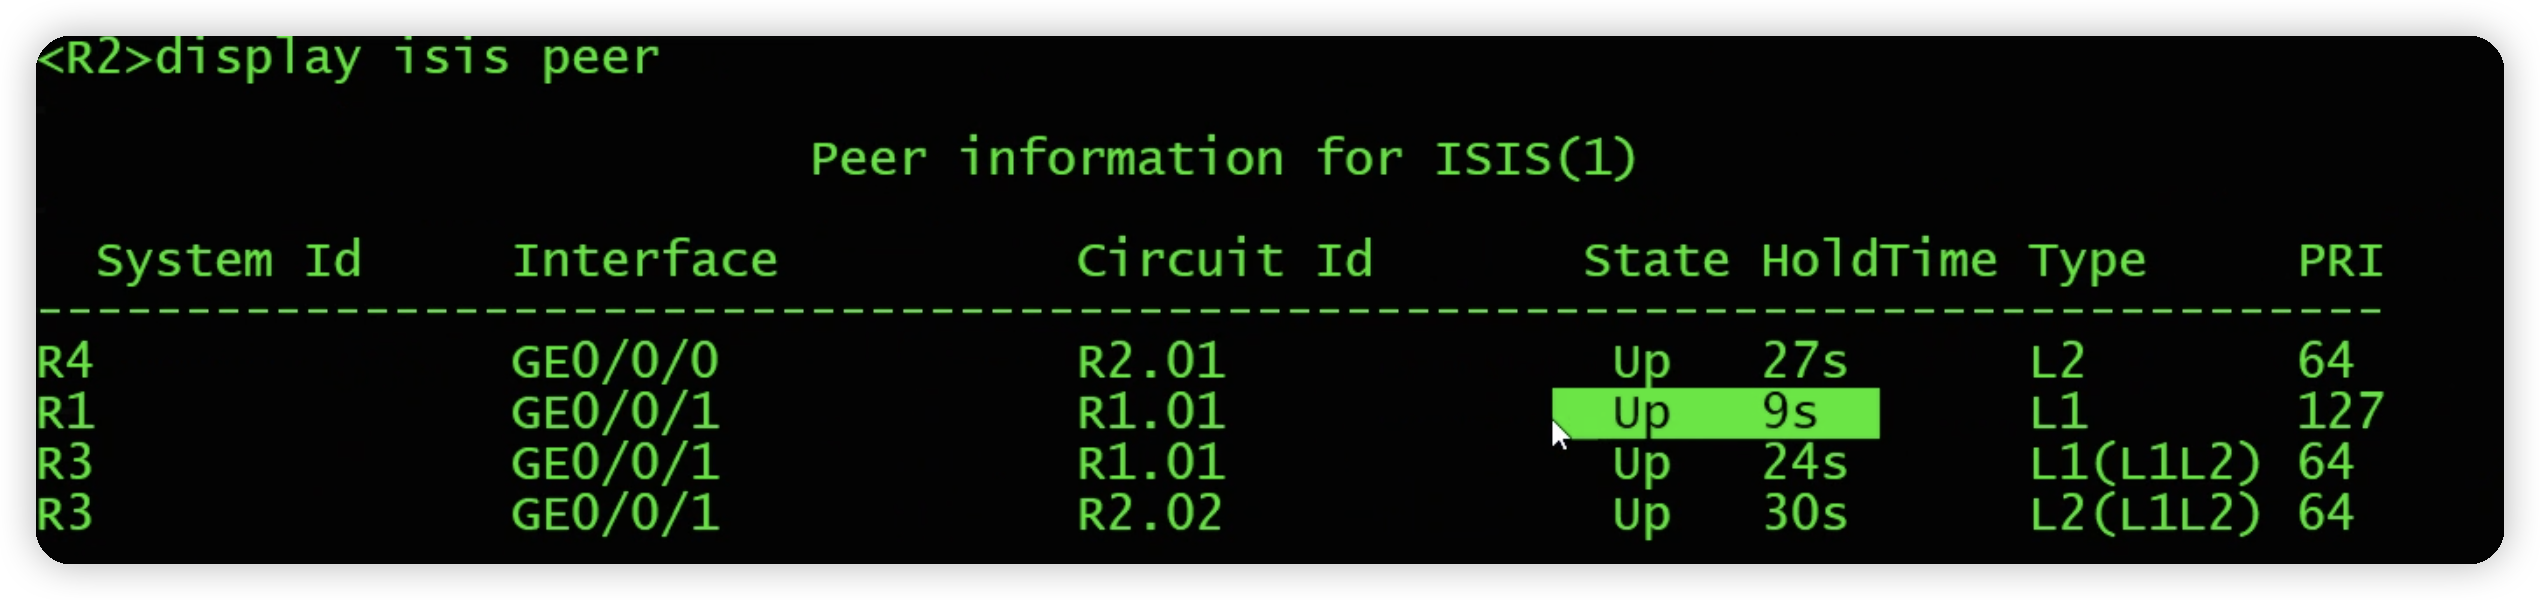 <R2>display isis peer
Peer information for ISIS(1)
System Id Interface Circuit Id State HoldTime Type PRI
--------------------------------------------------------------------------------
R4 GE0/0/0 R2.01 Up 27s L2 64
R1 GE0/0/1 R1.01 Up 9s L1 127
R3 GE0/0/1 R1.01 Up 24s L1(L1L2) 64
R3 GE0/0/1 R2.02 Up 30s L2(L1L2) 64